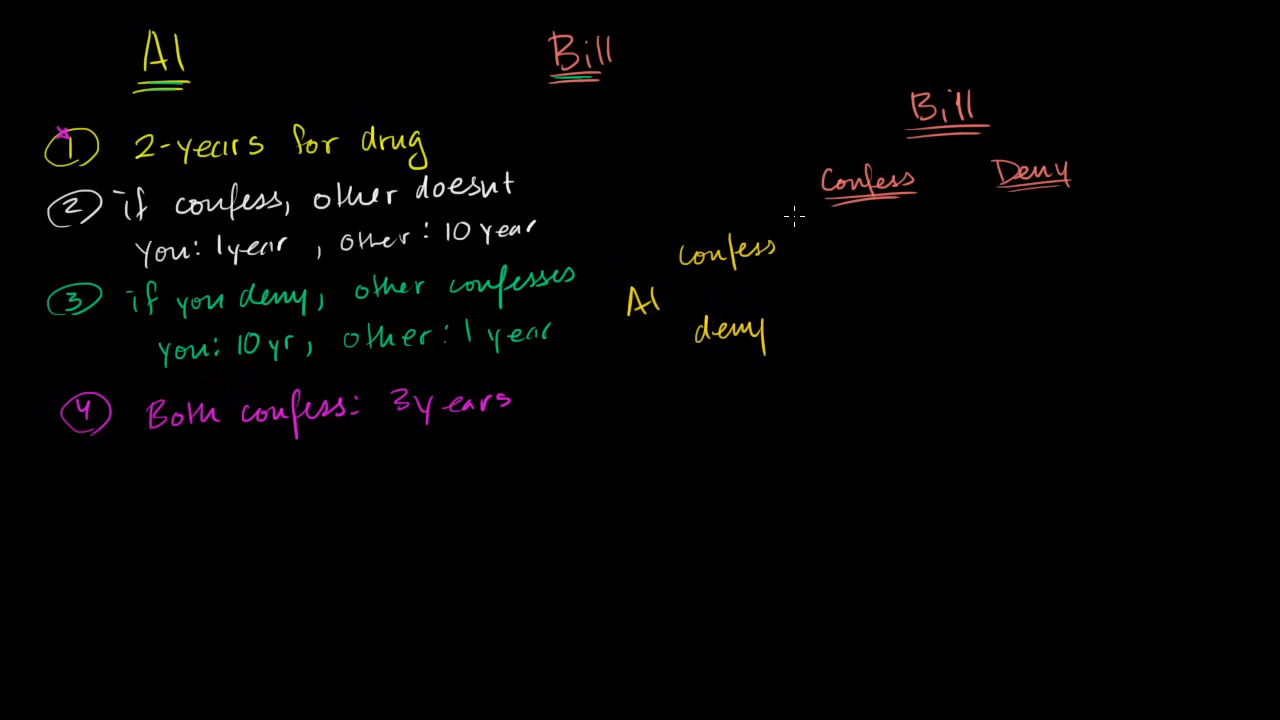 Al
Bill
1 2-years for drug
2 if confess, other doesnt
you: 1 year, other: 10 year
3 if you deny, other confesses
you: 10 yr, other: 1 year
4 Both confess: 3 years
Bill
Confess Deny
confess
Al
deny